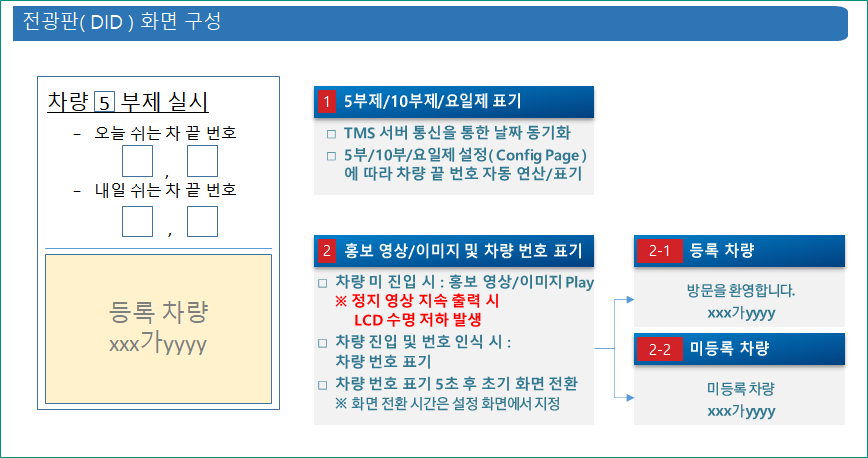 전광판( DID ) 화면 구성
차량 5 부제 실시
– 오늘 쉬는 차 끝 번호
,
– 내일 쉬는 차 끝 번호
,
등록 차량
xxx가yyyy
1 5부제/10부제/요일제 표기
□ TMS 서버 통신을 통한 날짜 동기화
□ 5부/10부/요일제 설정( Config Page )
에 따라 차량 끝 번호 자동 연산/표기
2 홍보 영상/이미지 및 차량 번호 표기
□ 차량 미 진입 시 : 홍보 영상/이미지 Play
※ 정지 영상 지속 출력 시
LCD 수명 저하 발생
□ 차량 진입 및 번호 인식 시 :
차량 번호 표기
□ 차량 번호 표기 5초 후 초기 화면 전환
※ 화면 전환 시간은 설정 화면에서 지정
2-1 등록 차량
방문을 환영합니다.
xxx가yyyy
2-2 미등록 차량
미등록 차량
xxx가yyyy